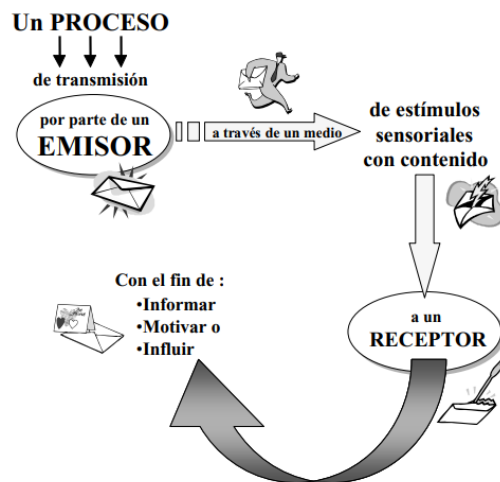 Un PROCESO
de transmisión
por parte de un
EMISOR
a través de un medio
de estímulos
sensoriales
con contenido
a un
RECEPTOR
Con el fin de :
•Informar
•Motivar o
•Influir